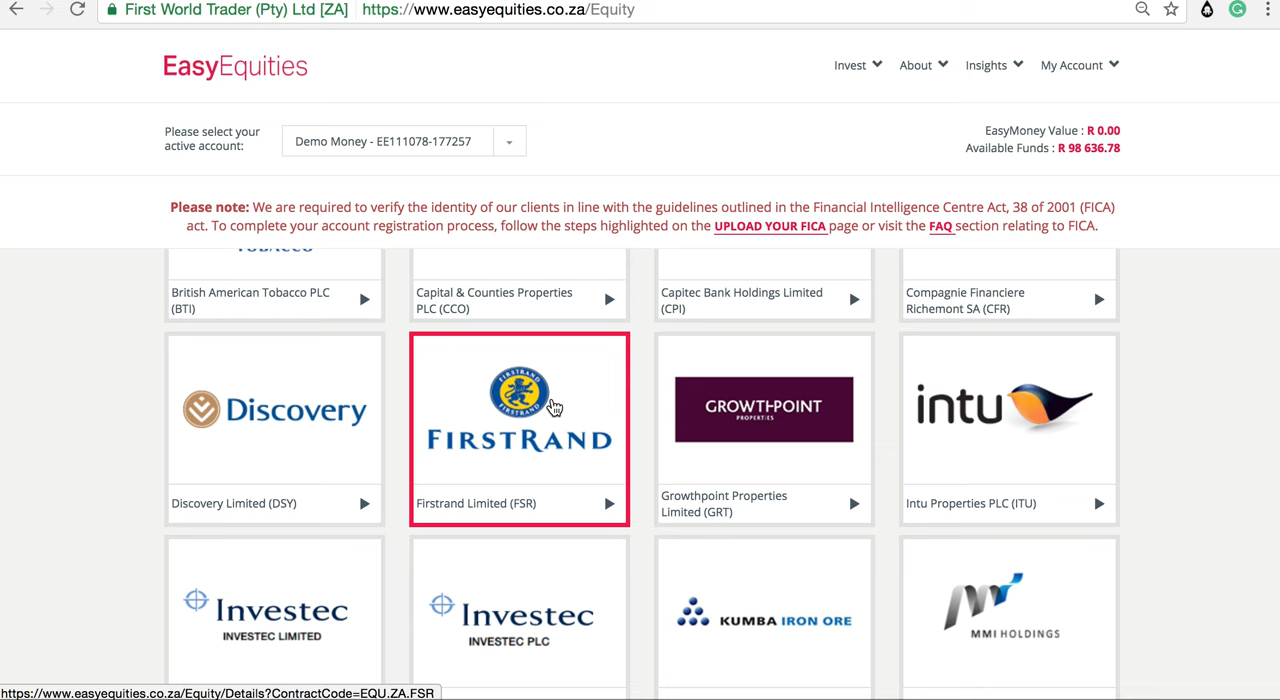 First World Trader (Pty) Ltd [ZA] https://www.easyequities.co.za/Equity
EasyEquities
Invest About Insights My Account
Please select your
active account:
Demo Money - EE111078-177257
EasyMoney Value : R 0.00
Available Funds : R 98 636.78
Please note: We are required to verify the identity of our clients in line with the guidelines outlined in the Financial Intelligence Centre Act, 38 of 2001 (FICA)
act. To complete your account registration process, follow the steps highlighted on the UPLOAD YOUR FICA page or visit the FAQ section relating to FICA.
TOBACCO
British American Tobacco PLC
(BTI)
Capital & Counties Properties
PLC (CCO)
Capitec Bank Holdings Limited
(CPI)
Compagnie Financiere
Richemont SA (CFR)
Discovery
FIRSTRAND
FIRSTRAND
FIRSTRAND
GROWTHPOINT
PROPERTIES
intu
Discovery Limited (DSY)
Firstrand Limited (FSR)
Growthpoint Properties
Limited (GRT)
Intu Properties PLC (ITU)
Investec
INVESTEC LIMITED
Investec
INVESTEC PLC
KUMBA IRON ORE
MMI HOLDINGS
https://www.easyequities.co.za/Equity/Details?ContractCode=EQU.ZA.FSR